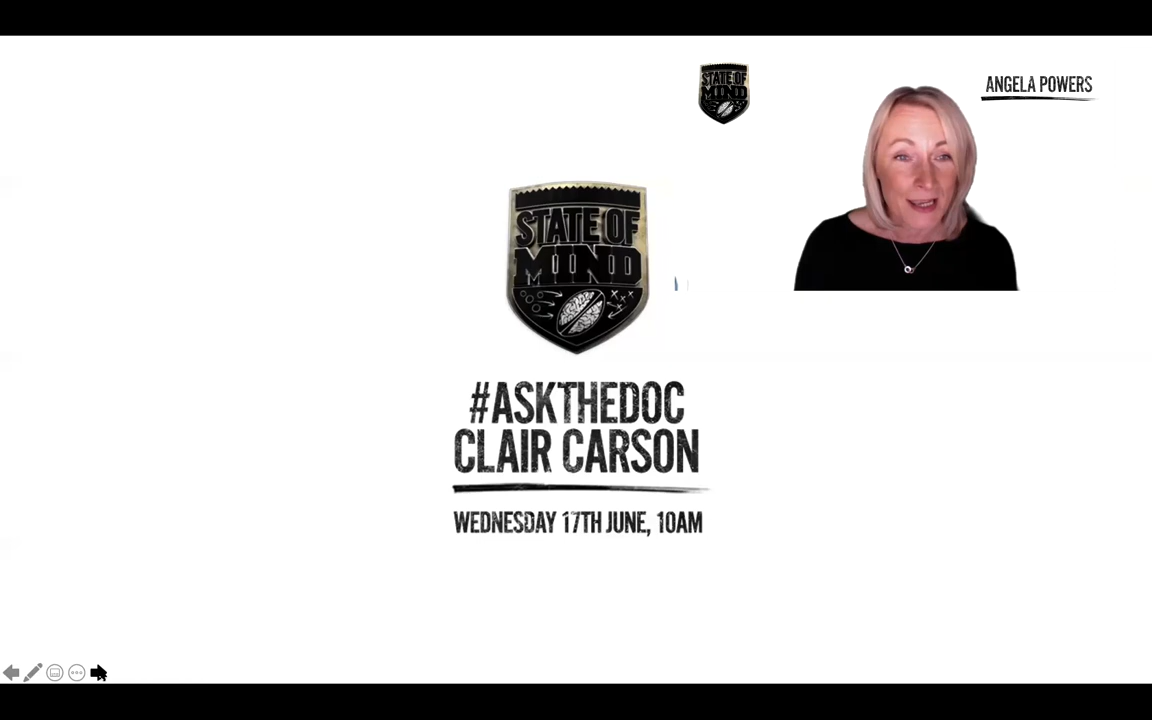 STATE OF
MIND
ANGELA POWERS
STATE OF
MIND
#ASKTHEDOC
CLAIR CARSON
WEDNESDAY 17TH JUNE, 10AM